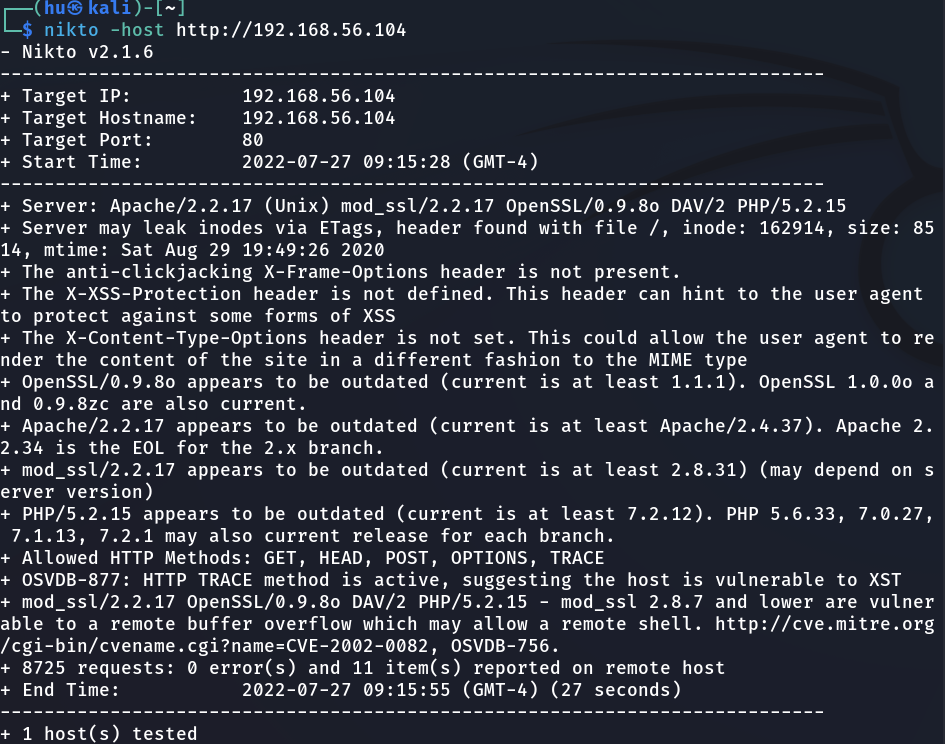 ┌──(hu㉿kali)-[~]
└─$ nikto -host http://192.168.56.104
- Nikto v2.1.6
---------------------------------------------------------------------------
+ Target IP:          192.168.56.104
+ Target Hostname:    192.168.56.104
+ Target Port:        80
+ Start Time:         2022-07-27 09:15:28 (GMT-4)
---------------------------------------------------------------------------
+ Server: Apache/2.2.17 (Unix) mod_ssl/2.2.17 OpenSSL/0.9.8o DAV/2 PHP/5.2.15
+ Server may leak inodes via ETags, header found with file /, inode: 162914, size: 85
14, mtime: Sat Aug 29 19:49:26 2020
+ The anti-clickjacking X-Frame-Options header is not present.
+ The X-XSS-Protection header is not defined. This header can hint to the user agent
to protect against some forms of XSS
+ The X-Content-Type-Options header is not set. This could allow the user agent to re
nder the content of the site in a different fashion to the MIME type
+ OpenSSL/0.9.8o appears to be outdated (current is at least 1.1.1). OpenSSL 1.0.0o a
nd 0.9.8zc are also current.
+ Apache/2.2.17 appears to be outdated (current is at least Apache/2.4.37). Apache 2.
2.34 is the EOL for the 2.x branch.
+ mod_ssl/2.2.17 appears to be outdated (current is at least 2.8.31) (may depend on s
erver version)
+ PHP/5.2.15 appears to be outdated (current is at least 7.2.12). PHP 5.6.33, 7.0.27,
 7.1.13, 7.2.1 may also current release for each branch.
+ Allowed HTTP Methods: GET, HEAD, POST, OPTIONS, TRACE
+ OSVDB-877: HTTP TRACE method is active, suggesting the host is vulnerable to XST
+ mod_ssl/2.2.17 OpenSSL/0.9.8o DAV/2 PHP/5.2.15 - mod_ssl 2.8.7 and lower are vulner
able to a remote buffer overflow which may allow a remote shell. http://cve.mitre.org
/cgi-bin/cvename.cgi?name=CVE-2002-0082, OSVDB-756.
+ 8725 requests: 0 error(s) and 11 item(s) reported on remote host
+ End Time:           2022-07-27 09:15:55 (GMT-4) (27 seconds)
---------------------------------------------------------------------------
+ 1 host(s) tested